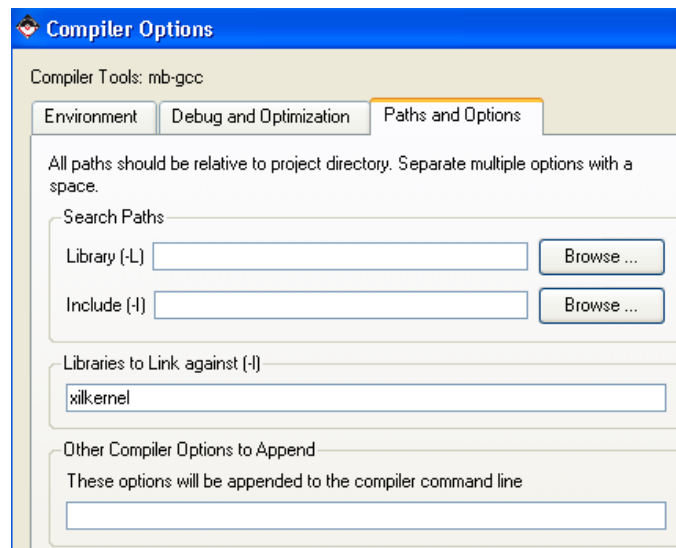 Compiler Options
Compiler Tools: mb-gcc
Environment Debug and Optimization Paths and Options
All paths should be relative to project directory. Separate multiple options with a
space.
Search Paths
Library (-L) Browse ...
Include (-I) Browse ...
Libraries to Link against (-l)
xilkernel
Other Compiler Options to Append
These options will be appended to the compiler command line